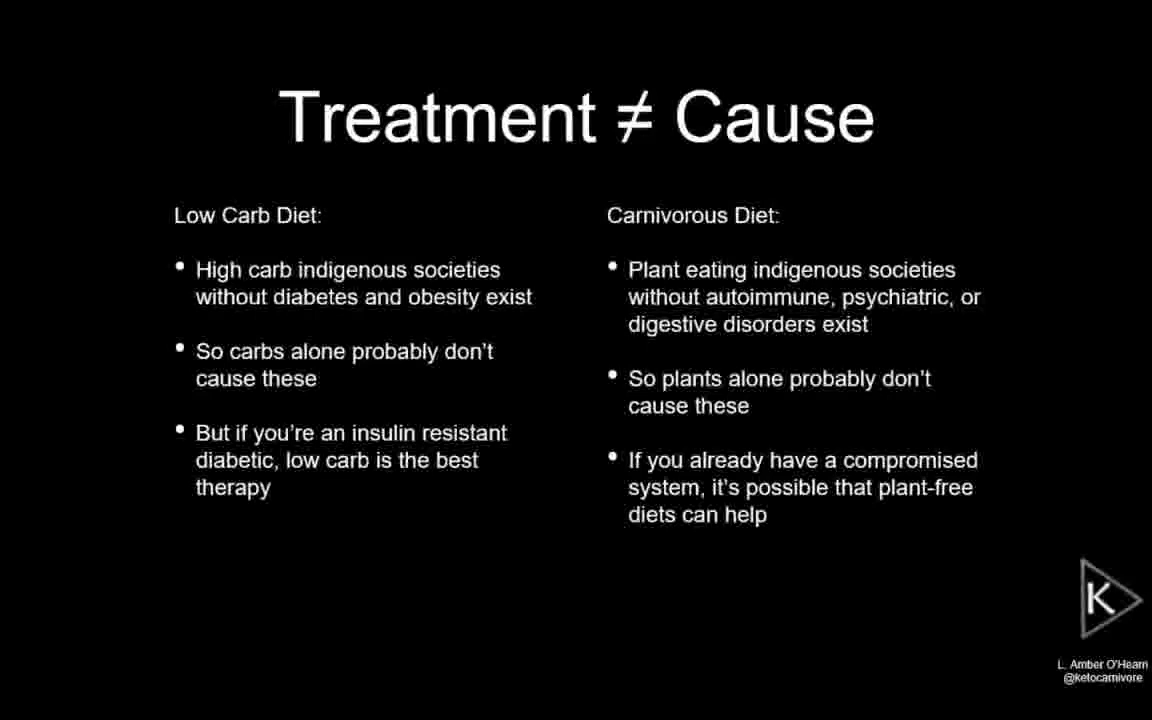 Treatment ≠ Cause
Low Carb Diet:
• High carb indigenous societies
without diabetes and obesity exist
• So carbs alone probably don't
cause these
• But if you're an insulin resistant
diabetic, low carb is the best
therapy
Carnivorous Diet:
• Plant eating indigenous societies
without autoimmune, psychiatric, or
digestive disorders exist
• So plants alone probably don't
cause these
• If you already have a compromised
system, it's possible that plant-free
diets can help
K
L. Amber O'Hearn
@ketocarnivore